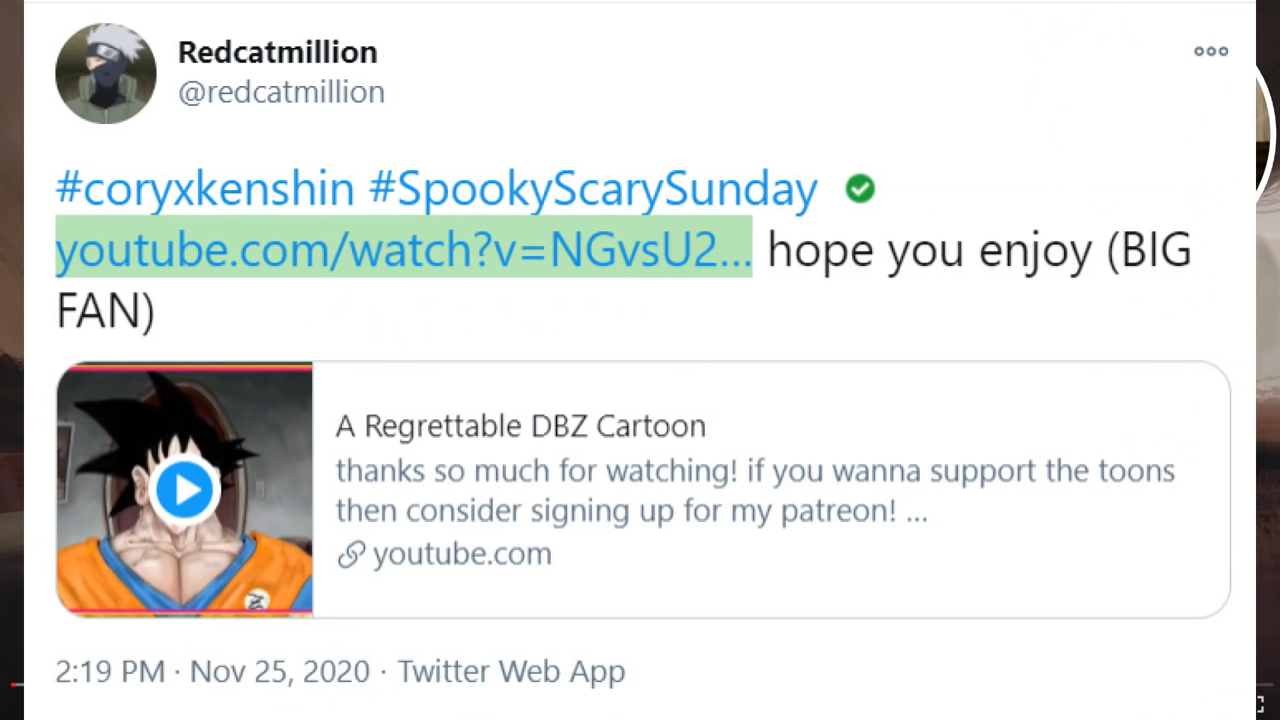 Redcatmillion
@redcatmillion
#coryxkenshin #SpookyScarySunday
youtube.com/watch?v=NGvsU2... hope you enjoy (BIG
FAN)
A Regrettable DBZ Cartoon
thanks so much for watching! if you wanna support the toons
then consider signing up for my patreon! ...
youtube.com
2:19 PM · Nov 25, 2020 · Twitter Web App